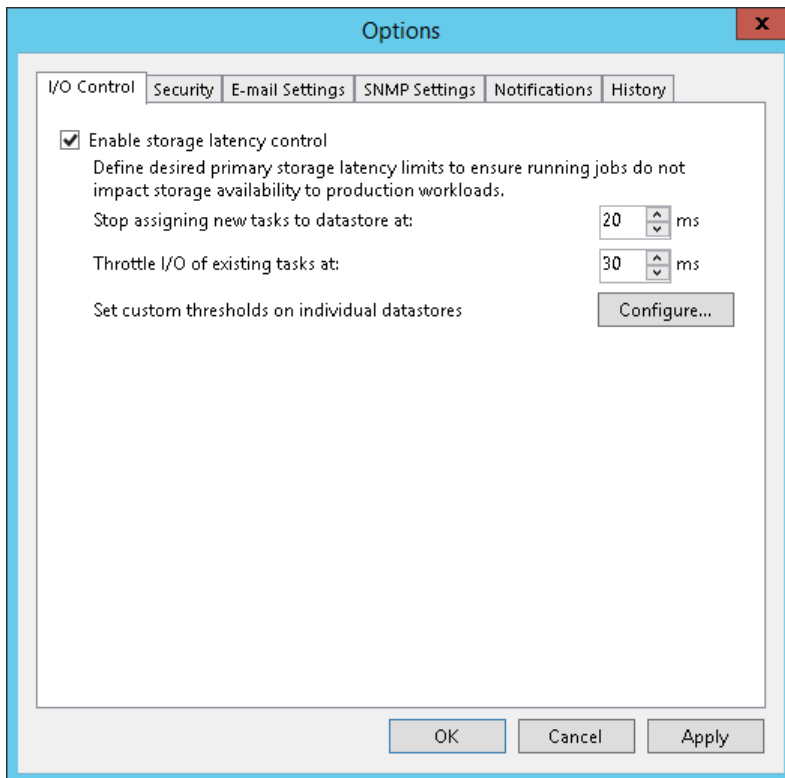 Options
x
I/O Control Security E-mail Settings SNMP Settings Notifications History
Enable storage latency control
Define desired primary storage latency limits to ensure running jobs do not
impact storage availability to production workloads.
Stop assigning new tasks to datastore at: 20 ms
Throttle I/O of existing tasks at: 30 ms
Set custom thresholds on individual datastores Configure...
OK Cancel Apply